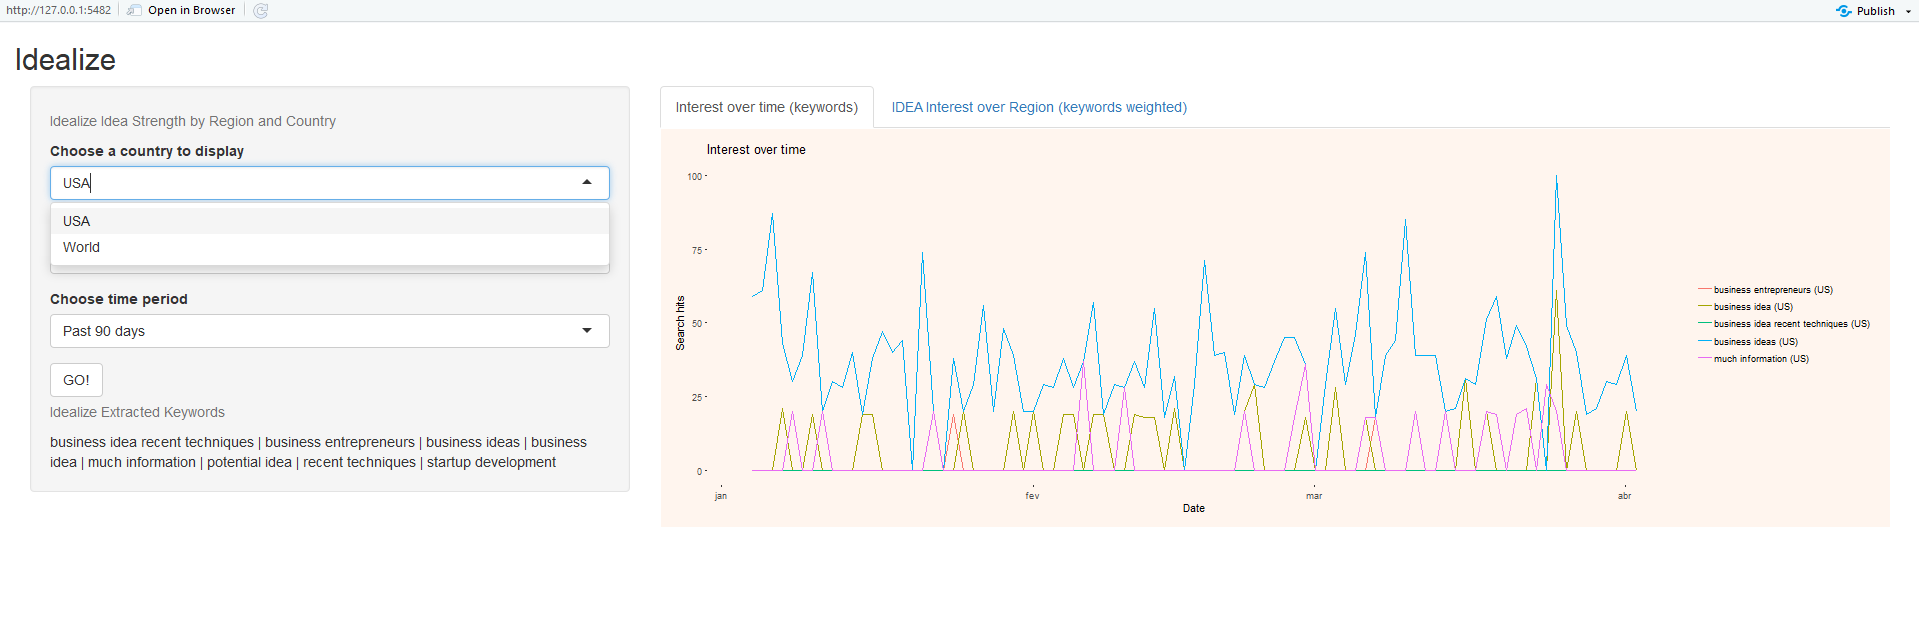 http://127.0.0.1:5482
Open in Browser
Publish
Idealize
Idealize Idea Strength by Region and Country
Choose a country to display
USA
USA
World
Choose time period
Past 90 days
GO!
Idealize Extracted Keywords
business idea recent techniques | business entrepreneurs | business ideas | business
idea | much information | potential idea | recent techniques | startup development
Interest over time (keywords)
IDEA Interest over Region (keywords weighted)
Interest over time
100
75
50
25
0
Search hits
jan
fev
mar
abr
Date
business entrepreneurs (US)
business idea (US)
business idea recent techniques (US)
business ideas (US)
much information (US)